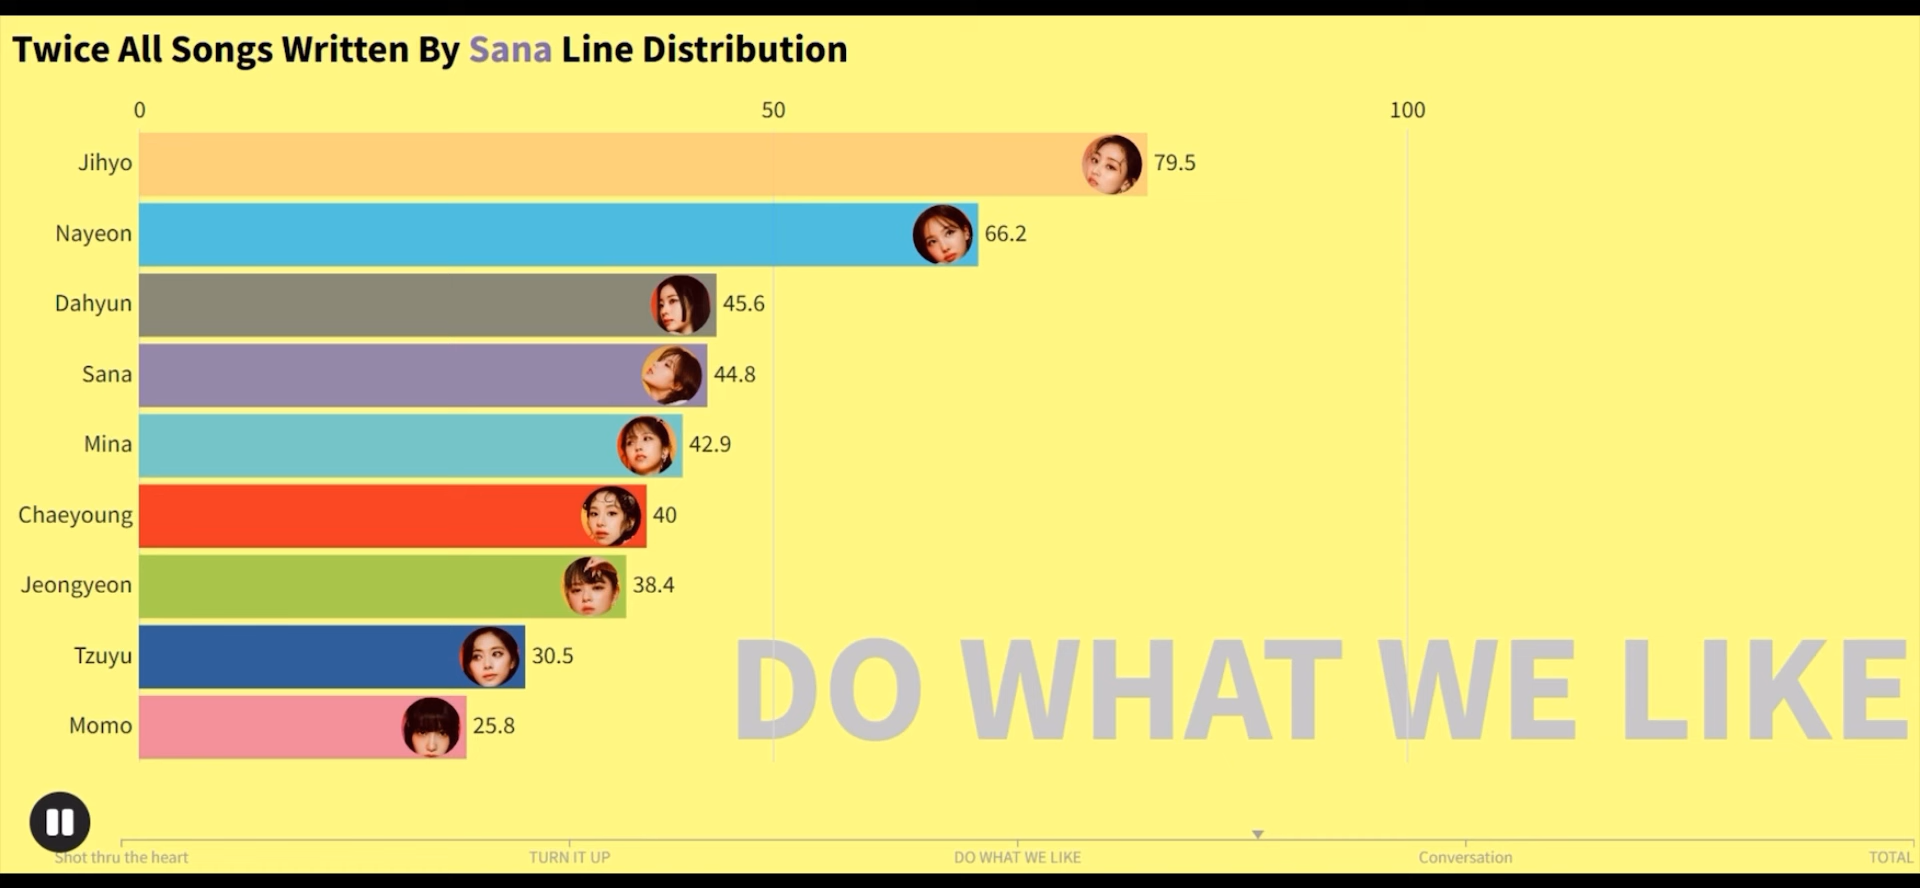 Twice All Songs Written By Sana Line Distribution
0 50 100
Jihyo 79.5
Nayeon 66.2
Dahyun 45.6
Sana 44.8
Mina 42.9
Chaeyoung 40
Jeongyeon 38.4
Tzuyu 30.5
Momo 25.8
DO WHAT WE LIKE
Shot thru the heart TURN IT UP DO WHAT WE LIKE Conversation TOTAL